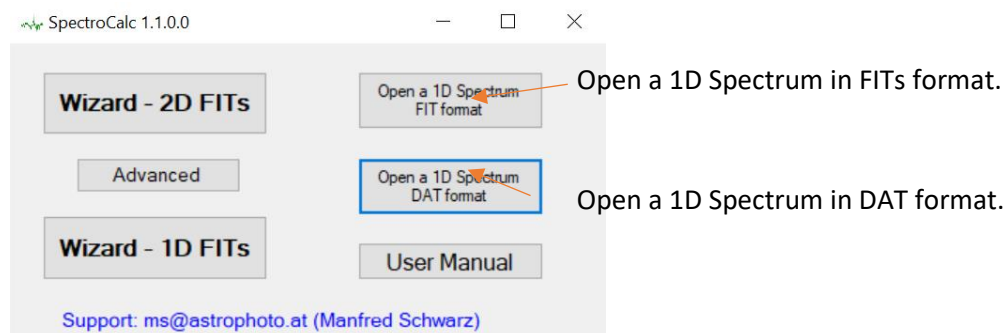 SpectroCalc 1.1.0.0
Wizard - 2D FITs
Open a 1D Spectrum
FIT format
Open a 1D Spectrum in FITs format.
Advanced
Open a 1D Spectrum
DAT format
Open a 1D Spectrum in DAT format.
Wizard - 1D FITs
User Manual
Support: ms@astrophoto.at (Manfred Schwarz)